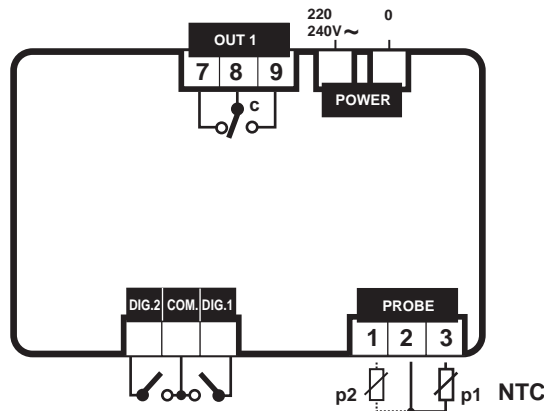 220
240V~
0
OUT 1
7 8 9
POWER
c
DIG.2 COM. DIG.1
PROBE
1 2 3
p2
p1 NTC